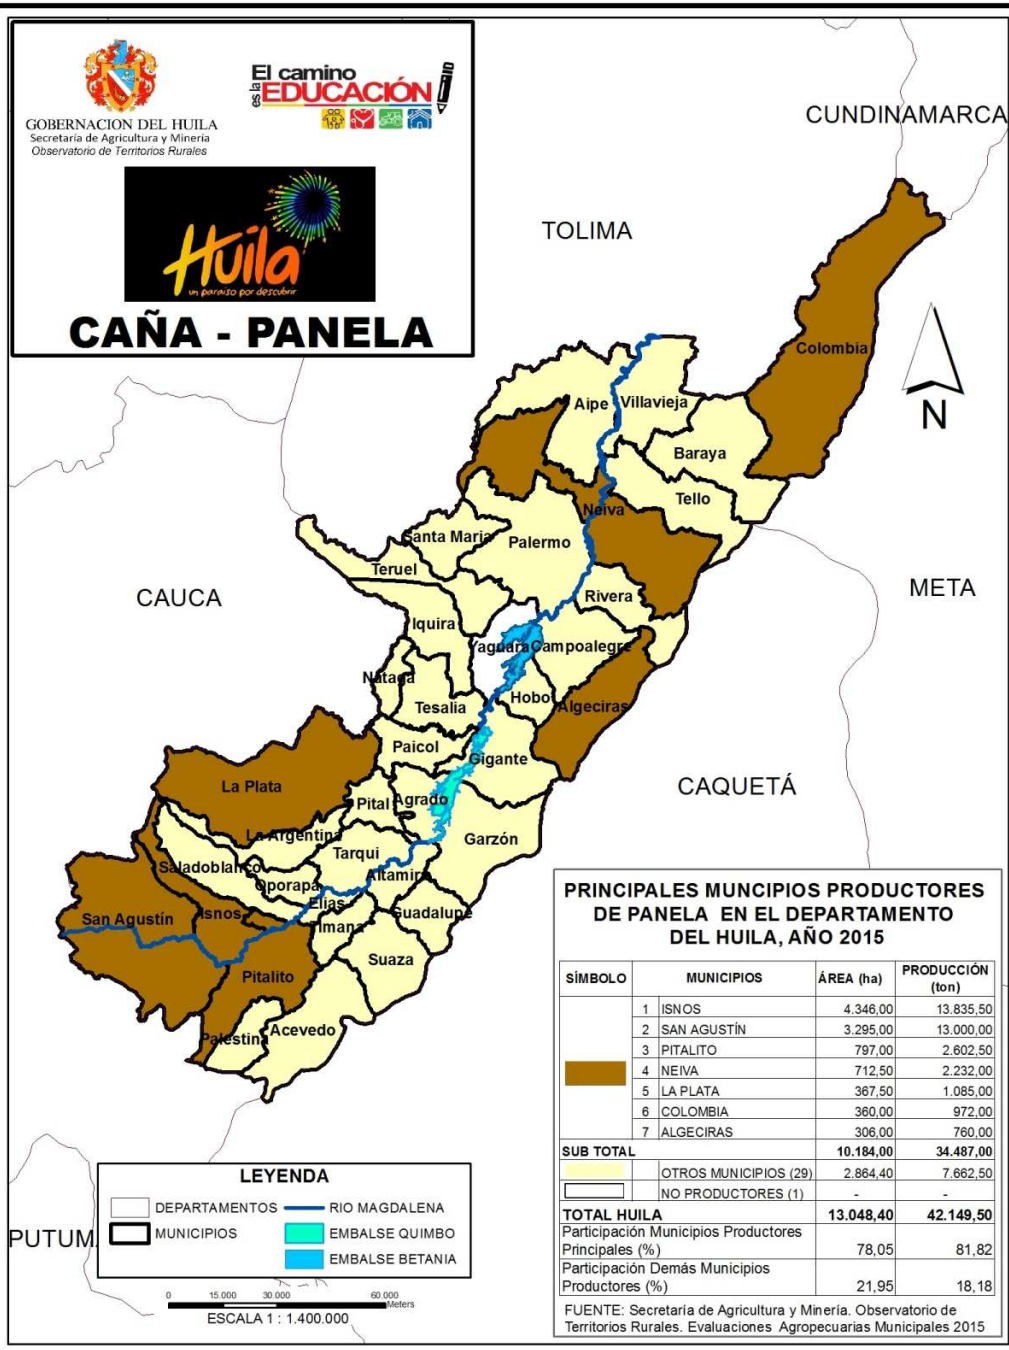 GOBERNACION DEL HUILA
Secretaría de Agricultura y Minería
Observatorio de Territorios Rurales
El camino
es la EDUCACIÓN
Huila
un paraiso por descubrir
CAÑA - PANELA
CUNDINAMARCA
TOLIMA
Colombia
N
Aipe
Villavieja
Baraya
Tello
Neiva
Santa Maria
Palermo
Teruel
CAUCA
META
Rivera
Iquira
Yaguará
Campoalegre
Nátaga
Tesalia
Hobo
Algeciras
Paicol
Gigante
La Plata
CAQUETÁ
Pital
Agrado
La Argentina
Garzón
Tarqui
Saladoblanco
Altamira
Oporapa
Elías
San Agustín
Isnos
Guadalupe
Timaná
Suaza
Pitalito
Palestina
Acevedo
PRINCIPALES MUNCIPIOS PRODUCTORES
DE PANELA EN EL DEPARTAMENTO
DEL HUILA, AÑO 2015
SÍMBOLO MUNICIPIOS ÁREA (ha) PRODUCCIÓN (ton)
1 ISNOS 4.346,00 13.835,50
2 SAN AGUSTÍN 3.295,00 13.000,00
3 PITALITO 797,00 2.602,50
4 NEIVA 712,50 2.232,00
5 LA PLATA 367,50 1.085,00
6 COLOMBIA 360,00 972,00
7 ALGECIRAS 306,00 760,00
SUB TOTAL 10.184,00 34.487,00
OTROS MUNICIPIOS (29) 2.864,40 7.662,50
NO PRODUCTORES (1) - -
TOTAL HUILA 13.048,40 42.149,50
Participación Municipios Productores
Principales (%) 78,05 81,82
Participación Demás Municipios
Productores (%) 21,95 18,18
FUENTE: Secretaría de Agricultura y Minería. Observatorio de
Territorios Rurales. Evaluaciones Agropecuarias Municipales 2015
LEYENDA
DEPARTAMENTOS RIO MAGDALENA
MUNICIPIOS EMBALSE QUIMBO
EMBALSE BETANIA
PUTUMA
0 15.000 30.000 60.000
Meters
ESCALA 1 : 1.400.000